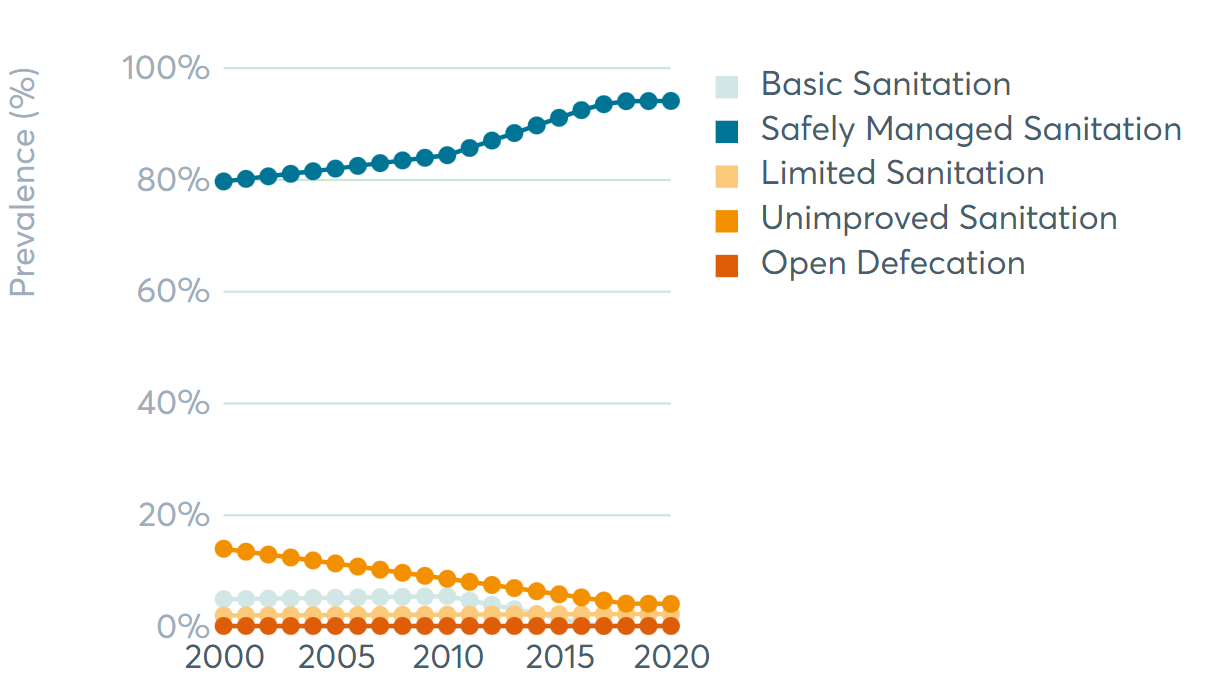 Prevalence (%)
100%
80%
60%
40%
20%
0%
2000 2005 2010 2015 2020
Basic Sanitation
Safely Managed Sanitation
Limited Sanitation
Unimproved Sanitation
Open Defecation